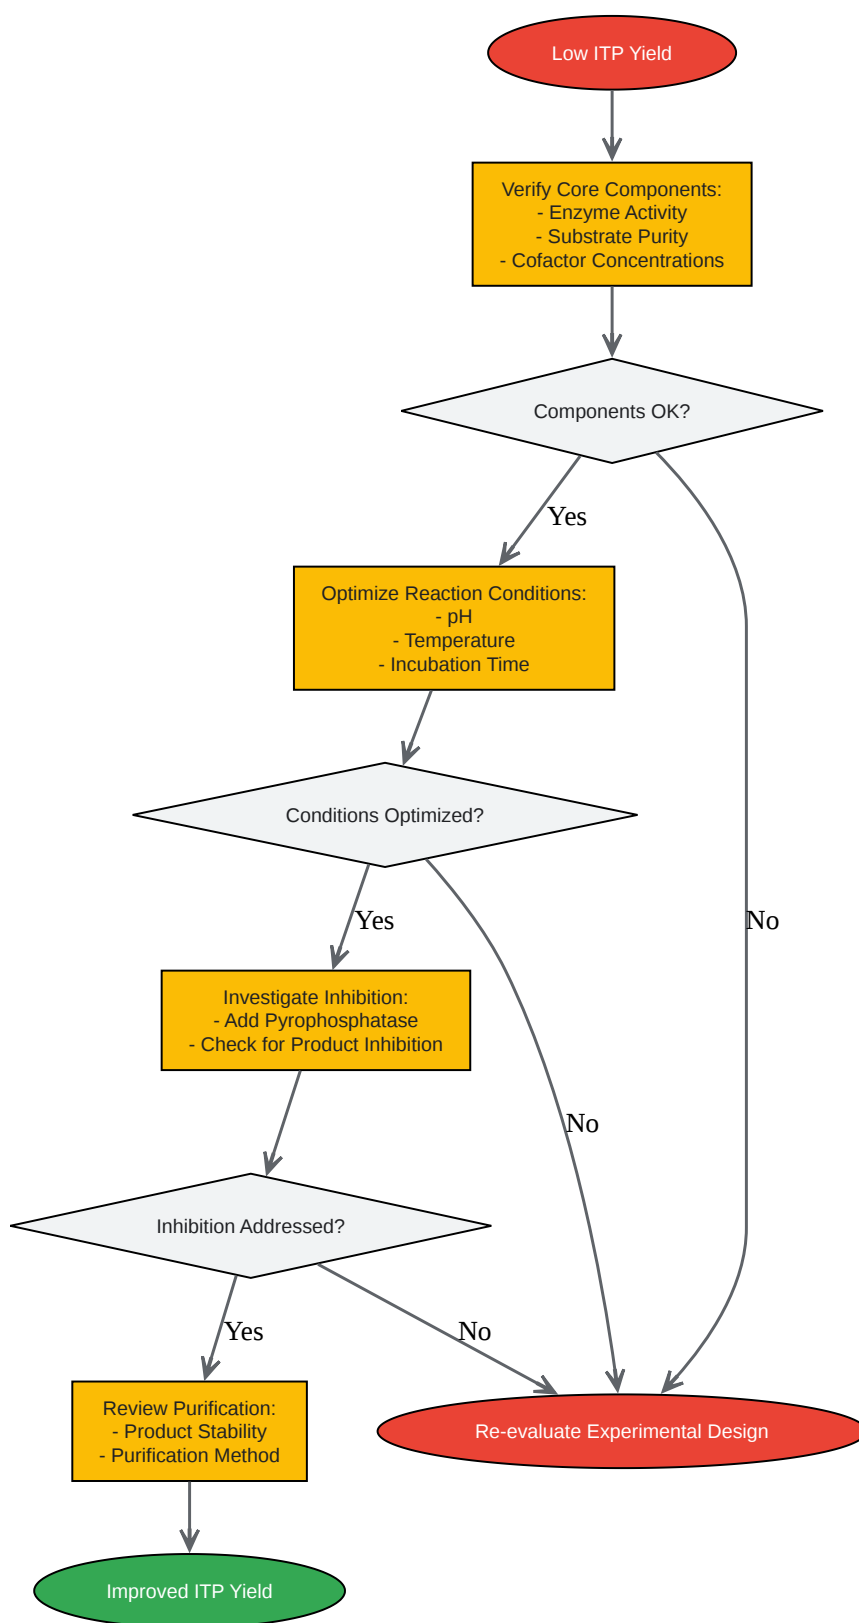 Low ITP Yield
Verify Core Components:
- Enzyme Activity
- Substrate Purity
- Cofactor Concentrations
Components OK?
Yes
Optimize Reaction Conditions:
- pH
- Temperature
- Incubation Time
Conditions Optimized?
Yes
No
Investigate Inhibition:
- Add Pyrophosphatase
- Check for Product Inhibition
No
Inhibition Addressed?
Yes
No
Review Purification:
- Product Stability
- Purification Method
Re-evaluate Experimental Design
Improved ITP Yield